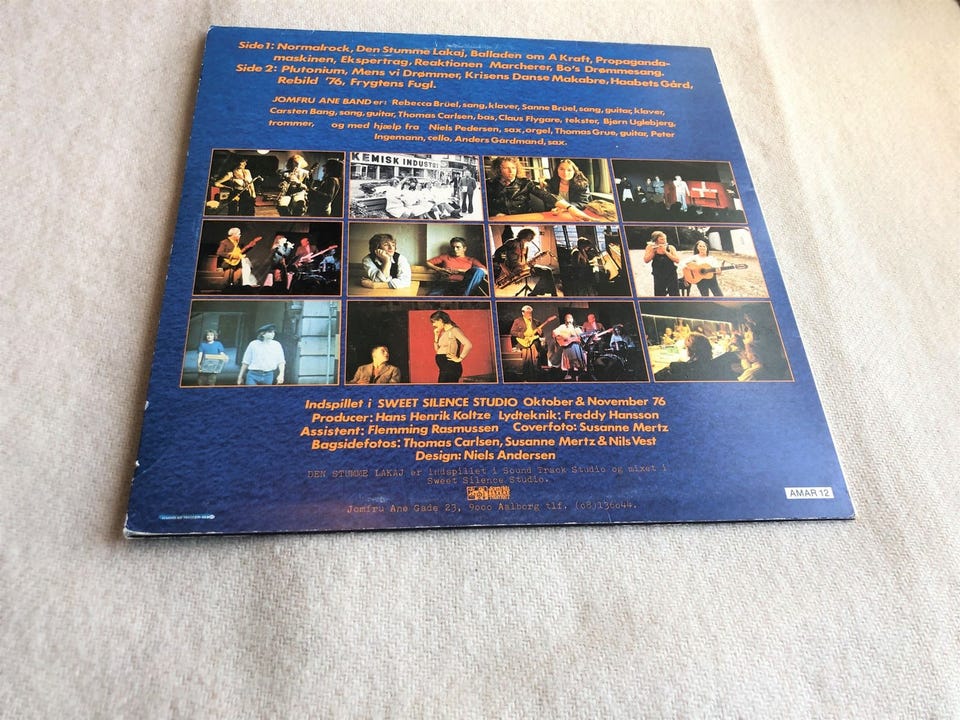 Side 1: Normalrock, Den Stumme Lakaj, Balladen om A Kraft, Propaganda-
maskinen, Ekspertrag, Reaktionen Marcherer, Bo's Drømmesang.
Side 2: Plutonium, Mens vi Drømmer, Krisens Danse Makabre, Haabets Gård,
Rebild '76, Frygtens Fugl.
JOMFRU ANE BAND er: Rebecca Brüel, sang, klaver, Sanne Brüel, sang, guitar, klaver,
Carsten Bang, sang, guitar, Thomas Carlsen, bas, Claus Flygare, tekster, Bjørn Uglebjerg,
trommer, og med hjælp fra Niels Pedersen, sax, orgel, Thomas Grue, guitar, Peter
Ingemann, cello, Anders Gårdmand, sax.
KEMISK INDUSTRI
Indspillet i SWEET SILENCE STUDIO Oktober & November 76
Producer: Hans Henrik Koltze Lydteknik: Freddy Hansson
Assistent: Flemming Rasmussen Coverfoto: Susanne Mertz
Bagsidefotos: Thomas Carlsen, Susanne Mertz & Nils Vest
Design: Niels Andersen
DEN STUMME LAKAJ er indspillet i Sound Track Studio og mixet i
Sweet Silence Studio.
Jomfru Ane Gade 23, 9000 Aalborg tlf. (08)136044.
AMAR 12